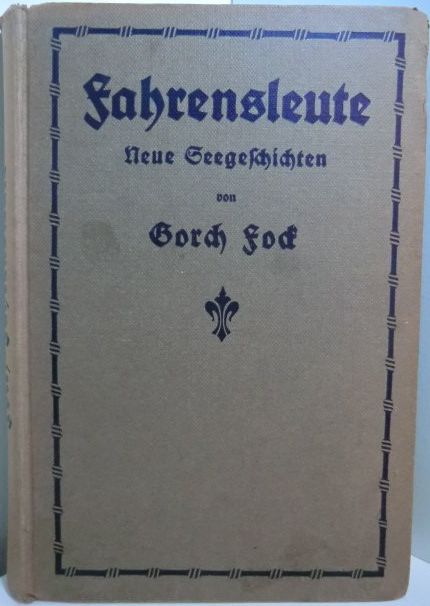 Fahrensleute
Neue Seegeſchichten
von
Gorch Fock